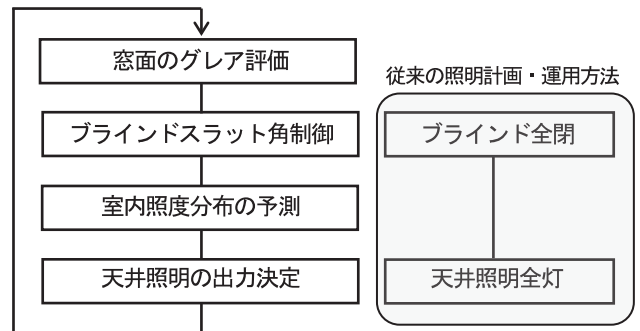 窓面のグレア評価
ブラインドスラット角制御
室内照度分布の予測
天井照明の出力決定
従来の照明計画・運用方法
ブラインド全閉
天井照明全灯